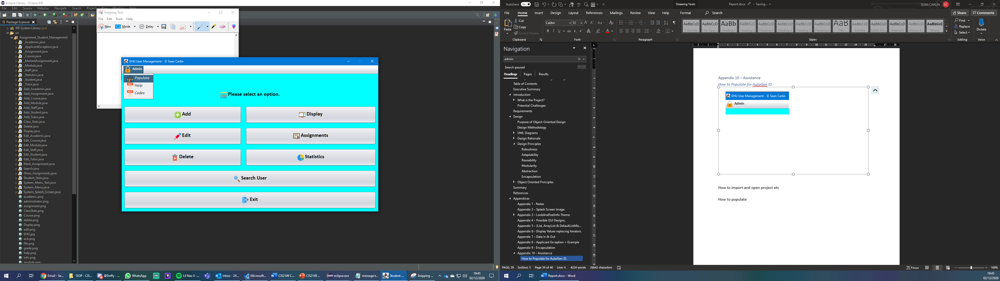 Eclipse Library - Eclipse IDE
File Edit Source Refactor Navigate Search Project Run Window Help
Package Explorer
JRE System Library [jre]
src
Assignment_Student_Management
_Academic.java
_ApplicantException.java
_Assignment.java
_Course.java
_MarkedAssignment.java
_Module.java
_Staff.java
_Statistics.java
_Student.java
_Tutor.java
Add_Academic.java
Add_Assignment.java
Add_Course.java
Add_Module.java
Add_Staff.java
Add_Student.java
Add_Tutor.java
Class_Stats.java
Delete.java
Display.java
Edit_Academic.java
Edit_Course.java
Edit_Module.java
Edit_Staff.java
Edit_Student.java
Edit_Tutor.java
Mark_Assignment.java
Search.java
Show_Assignments.java
Student_Stats.java
System_Menu_Test.java
System_Menu.java
System_Splash_Screen.java
academic.png
administrator.png
assignment.png
ClassStats.png
Course.png
delete.png
Display.png
edit.png
EHU.jpg
exit.png
file.png
grade.png
help.png
info.png
module.png
Snipping Tool
File Edit Tools Help
New Mode Delay
EHU User Management - © Sean Carlin
Admin
Populate
Help
Codes
Please select an option.
Add Display
Edit Assignments
Delete Statistics
Search User
Exit
AutoSave On
Report.docx - Saving...
Drawing Tools
SEAN CARLIN SC
File Home Insert Design Layout References Mailings Review View Help Format Search
Share Comments
Paste
Cut
Copy
Format Painter
Calibri 12
AaBbCcD ¶ Normal
AaBbCcD ¶ No Spac...
AaBb Heading 1
AaBbCcD Heading 2
AaBbCcD Heading 3
AaBbCcD Heading 4
AaBbCcD Heading 5
AaBbCcD Heading 6
AaB Title
AaBbCcD Subtitle
AaBbCcD Subtle Em...
AaBbCcD Emphasis
AaBbCcD Intense E...
AaBbCcD Strong
Find
Replace
Select
Dictate
Clipboard Font Paragraph Styles Editing Voice
Navigation
admin
Search paused
Headings Pages Results
Table of Contents
Executive Summary
Introduction
What is the Project?
Potential Challenges
Requirements
Design
Purpose of Object-Oriented Design
Design Methodology
UML Diagrams
Design Rationale
Design Principles
Robustness
Adaptability
Reusability
Modularity
Abstraction
Encapsulation
Object Oriented Principles
Summary
References
Appendices
Appendix 1 - Notes
Appendix 2 – Splash Screen Image.
Appendix 3 – LookAndFeelInfo Theme
Appendix 4 – Possible GUI Designs.
Appendix 5 – JList, ArrayList & DefaultListMo...
Appendix 6 – Display Values replacing Iterators.
Appendix 7 – Data In & Out
Appendix 8 – Applicant Exception + Example
Appendix 9 - Encapsulation
Appendix 10 – Assistance
How to Populate for AutoGen ID.
Appendix 10 – Assistance
How to Populate for AutoGen ID.
EHU User Management - © Sean Carlin
Admin
How to import and open project etc
How to populate
PAGE: 39 Section: 5 Page 39 of 40 Line: 4 4224 words 26642 characters
Focus
100%
Email - Se...
OOP - CIS...
@Doffy - ...
WhatsApp
Lil Nas X -...
Inbox - 24...
Microsoft...
CIS2149 C...
CIS2149 ...
eclipse.exe
message.t...
Student ...
Snipping ...
19:45
02/12/2020
Report.docx - Word
19:45
02/12/2020